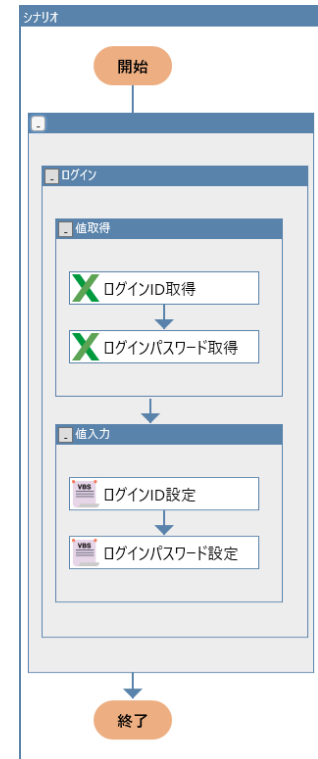 シナリオ
開始
ログイン
値取得
ログインID取得
ログインパスワード取得
値入力
VBS
ログインID設定
VBS
ログインパスワード設定
終了